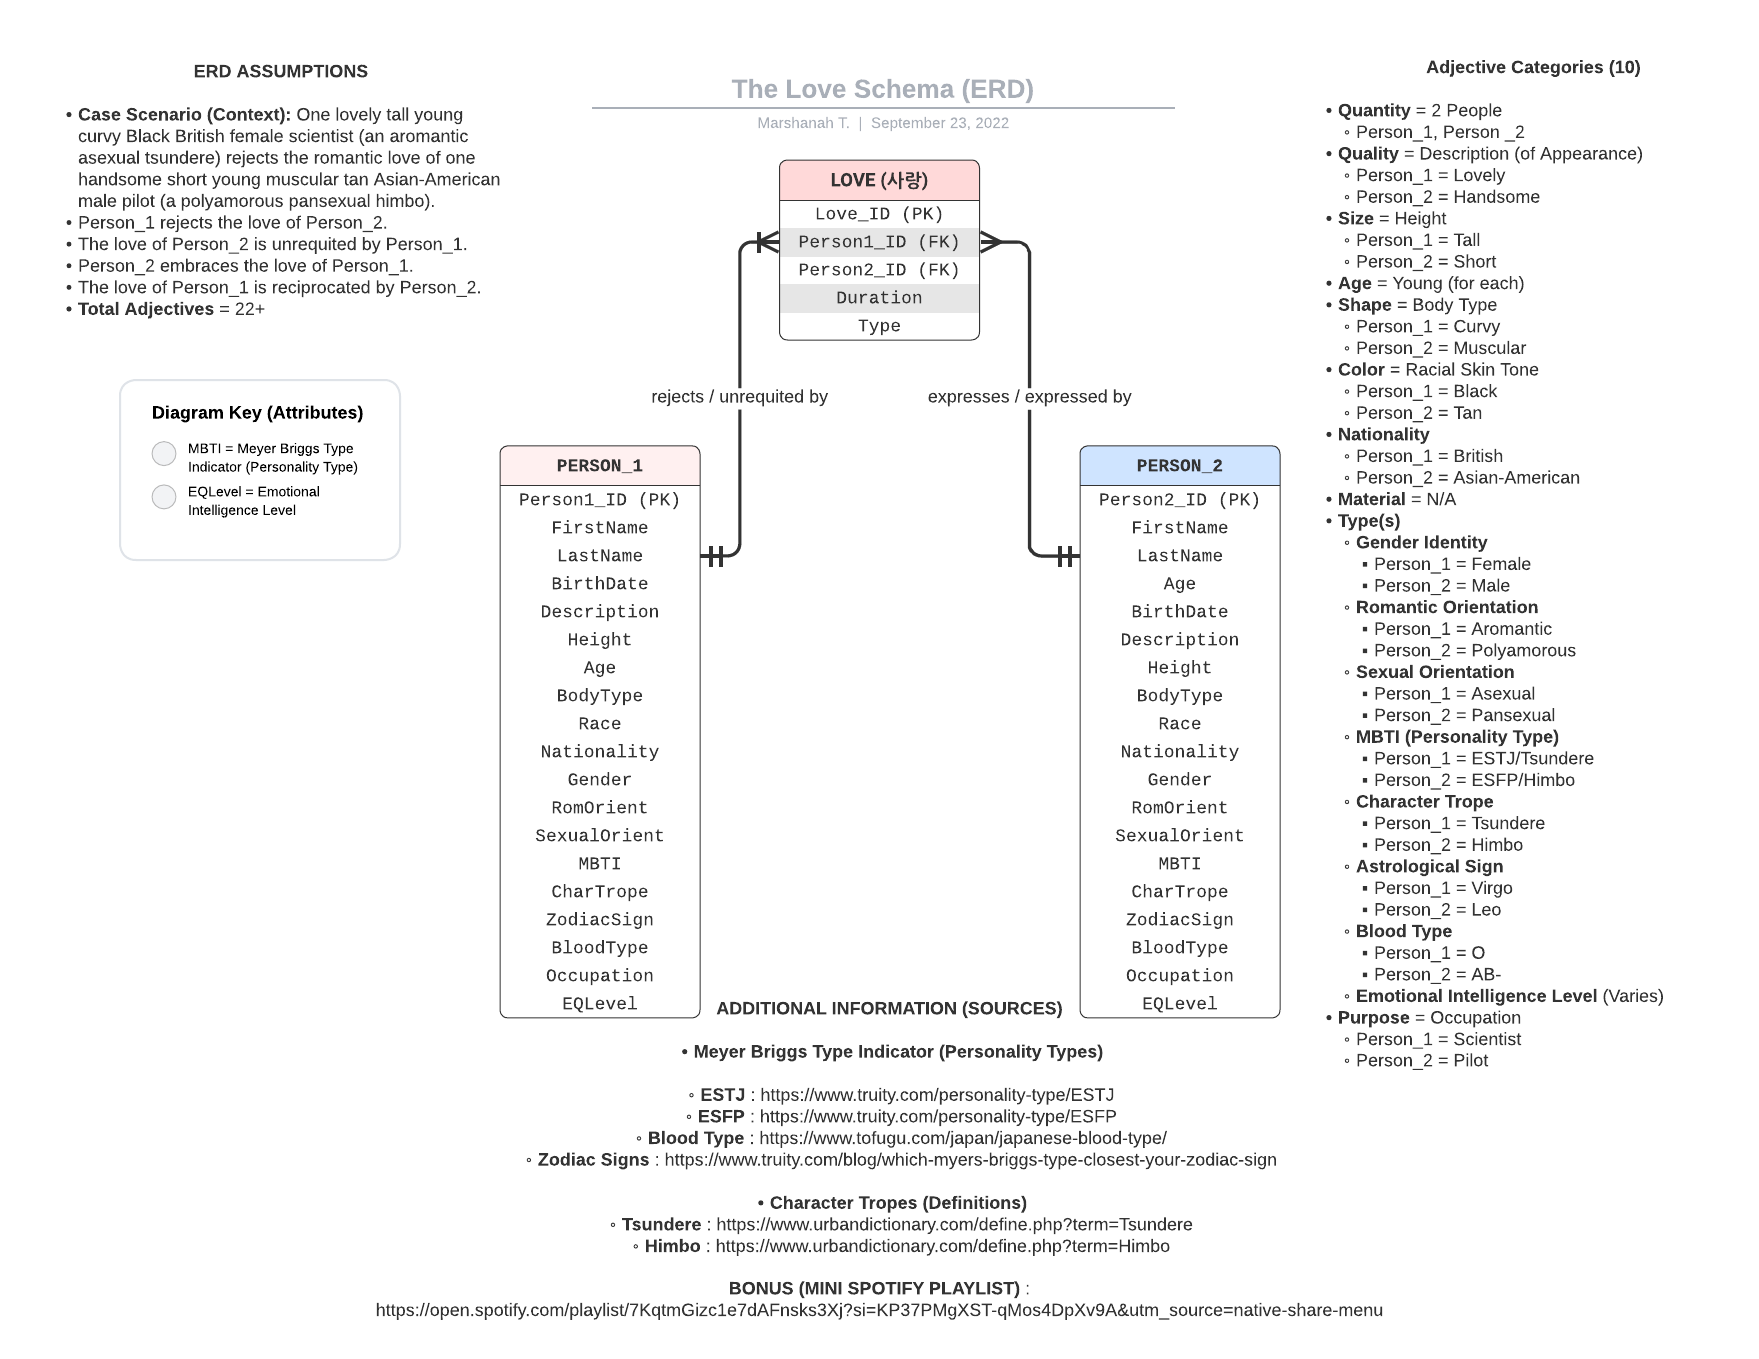 ERD ASSUMPTIONS
• Case Scenario (Context): One lovely tall young
curvy Black British female scientist (an aromantic
asexual tsundere) rejects the romantic love of one
handsome short young muscular tan Asian-American
male pilot (a polyamorous pansexual himbo).
• Person_1 rejects the love of Person_2.
• The love of Person_2 is unrequited by Person_1.
• Person_2 embraces the love of Person_1.
• The love of Person_1 is reciprocated by Person_2.
• Total Adjectives = 22+
Diagram Key (Attributes)
MBTI = Meyer Briggs Type
Indicator (Personality Type)
EQLevel = Emotional
Intelligence Level
The Love Schema (ERD)
Marshanah T. | September 23, 2022
LOVE (사랑)
Love_ID (PK)
Person1_ID (FK)
Person2_ID (FK)
Duration
Type
rejects / unrequited by
expresses / expressed by
PERSON_1
Person1_ID (PK)
FirstName
LastName
BirthDate
Description
Height
Age
BodyType
Race
Nationality
Gender
RomOrient
SexualOrient
MBTI
CharTrope
ZodiacSign
BloodType
Occupation
EQLevel
PERSON_2
Person2_ID (PK)
FirstName
LastName
Age
BirthDate
Description
Height
BodyType
Race
Nationality
Gender
RomOrient
SexualOrient
MBTI
CharTrope
ZodiacSign
BloodType
Occupation
EQLevel
Adjective Categories (10)
• Quantity = 2 People
◦ Person_1, Person _2
• Quality = Description (of Appearance)
◦ Person_1 = Lovely
◦ Person_2 = Handsome
• Size = Height
◦ Person_1 = Tall
◦ Person_2 = Short
• Age = Young (for each)
• Shape = Body Type
◦ Person_1 = Curvy
◦ Person_2 = Muscular
• Color = Racial Skin Tone
◦ Person_1 = Black
◦ Person_2 = Tan
• Nationality
◦ Person_1 = British
◦ Person_2 = Asian-American
• Material = N/A
• Type(s)
◦ Gender Identity
▪ Person_1 = Female
▪ Person_2 = Male
◦ Romantic Orientation
▪ Person_1 = Aromantic
▪ Person_2 = Polyamorous
◦ Sexual Orientation
▪ Person_1 = Asexual
▪ Person_2 = Pansexual
◦ MBTI (Personality Type)
▪ Person_1 = ESTJ/Tsundere
▪ Person_2 = ESFP/Himbo
◦ Character Trope
▪ Person_1 = Tsundere
▪ Person_2 = Himbo
◦ Astrological Sign
▪ Person_1 = Virgo
▪ Person_2 = Leo
◦ Blood Type
▪ Person_1 = O
▪ Person_2 = AB-
◦ Emotional Intelligence Level (Varies)
• Purpose = Occupation
◦ Person_1 = Scientist
◦ Person_2 = Pilot
ADDITIONAL INFORMATION (SOURCES)
• Meyer Briggs Type Indicator (Personality Types)
◦ ESTJ : https://www.truity.com/personality-type/ESTJ
◦ ESFP : https://www.truity.com/personality-type/ESFP
◦ Blood Type : https://www.tofugu.com/japan/japanese-blood-type/
◦ Zodiac Signs : https://www.truity.com/blog/which-myers-briggs-type-closest-your-zodiac-sign
• Character Tropes (Definitions)
◦ Tsundere : https://www.urbandictionary.com/define.php?term=Tsundere
◦ Himbo : https://www.urbandictionary.com/define.php?term=Himbo
BONUS (MINI SPOTIFY PLAYLIST) :
https://open.spotify.com/playlist/7KqtmGizc1e7dAFnsks3Xj?si=KP37PMgXST-qMos4DpXv9A&utm_source=native-share-menu